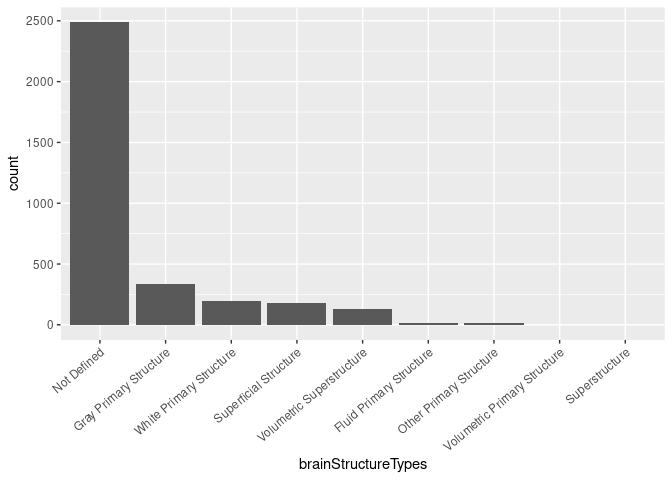 2500
2000
1500
1000
500
0
count
Not Defined
Gray Primary Structure
White Primary Structure
Superficial Structure
Volumetric Superstructure
Fluid Primary Structure
Other Primary Structure
Volumetric Primary Structure
Superstructure
brainStructureTypes